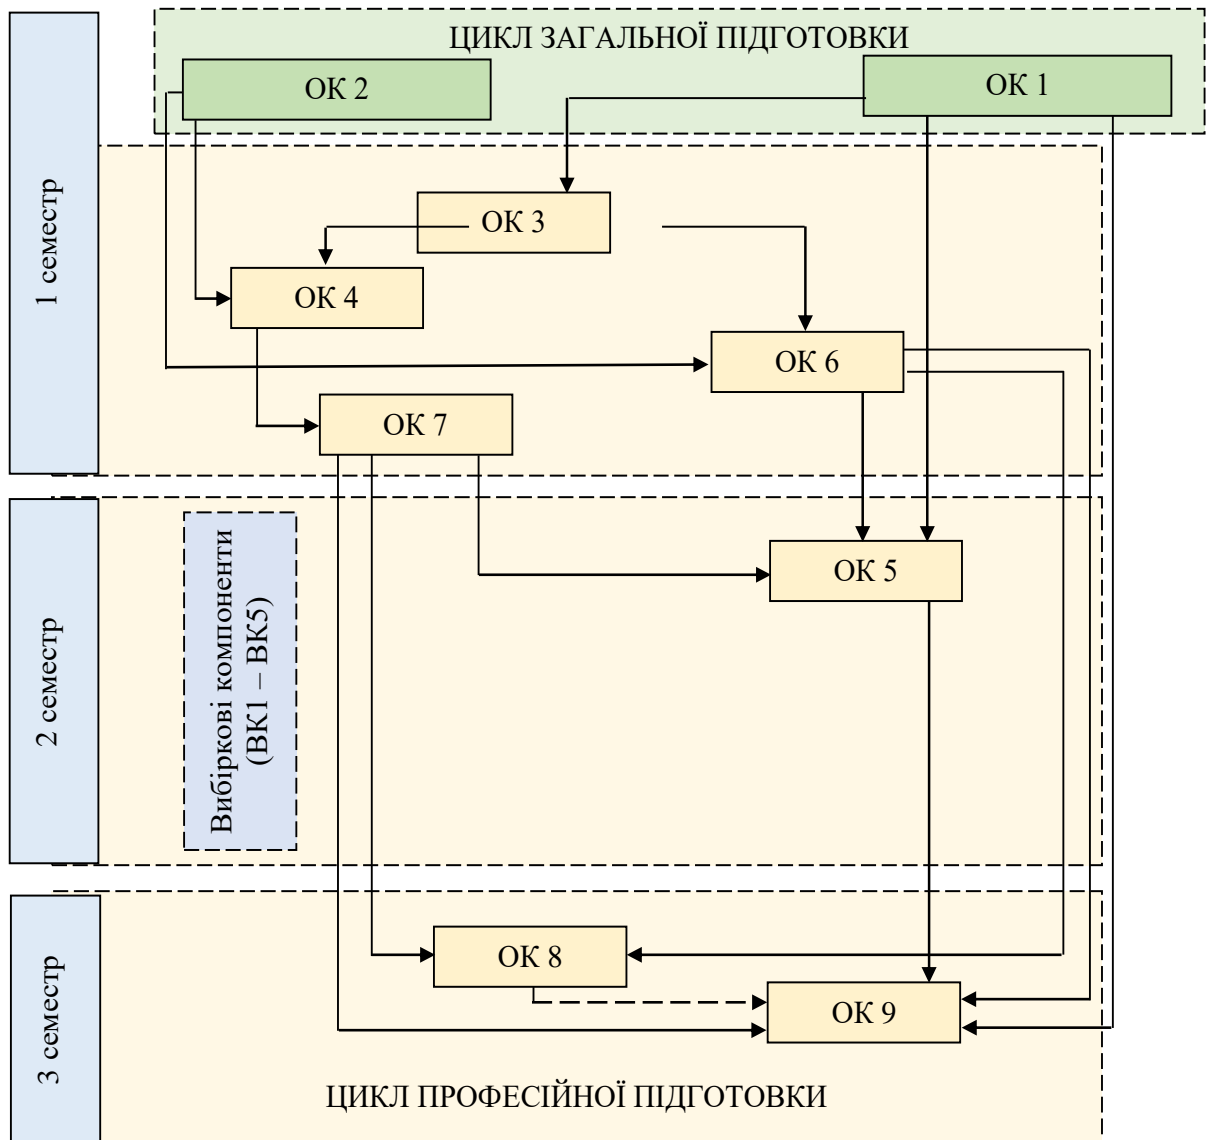 ЦИКЛ ЗАГАЛЬНОЇ ПІДГОТОВКИ
ОК 2
ОК 1
1 семестр
ОК 3
ОК 4
ОК 6
ОК 7
2 семестр
Вибіркові компоненти
(ВК1 – ВК5)
ОК 5
3 семестр
ОК 8
ОК 9
ЦИКЛ ПРОФЕСІЙНОЇ ПІДГОТОВКИ